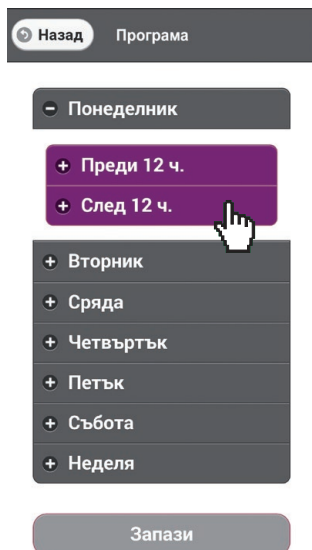 Назад Програма
Понеделник
Преди 12 ч.
След 12 ч.
Вторник
Сряда
Четвъртък
Петък
Събота
Неделя
Запази